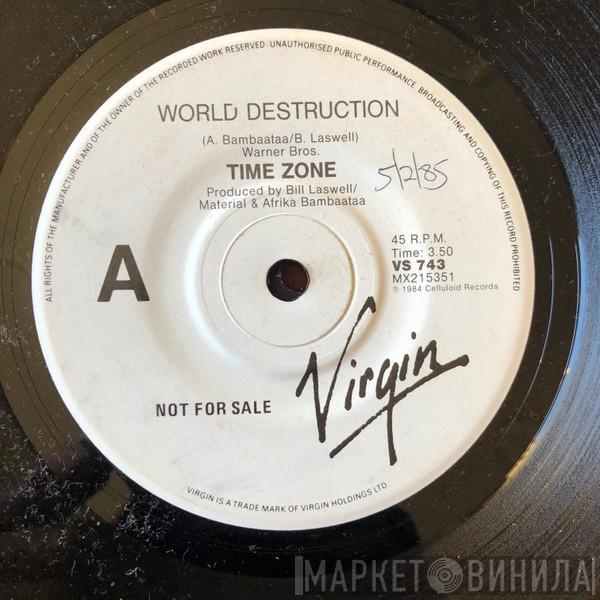 ALL RIGHTS OF THE MANUFACTURER AND OF THE OWNER OF THE RECORDED WORK RESERVED. UNAUTHORISED PUBLIC PERFORMANCE, BROADCASTING AND COPYING OF THIS RECORD PROHIBITED
WORLD DESTRUCTION
(A. Bambaataa/B. Laswell)
Warner Bros.
TIME ZONE
5/2/85
Produced by Bill Laswell/
Material & Afrika Bambaataa
A
45 R.P.M.
Time: 3.50
VS 743
MX215351
℗ 1984 Celluloid Records
Virgin
NOT FOR SALE
VIRGIN IS A TRADE MARK OF VIRGIN HOLDINGS LTD
МАРКЕТ ВИНИЛА